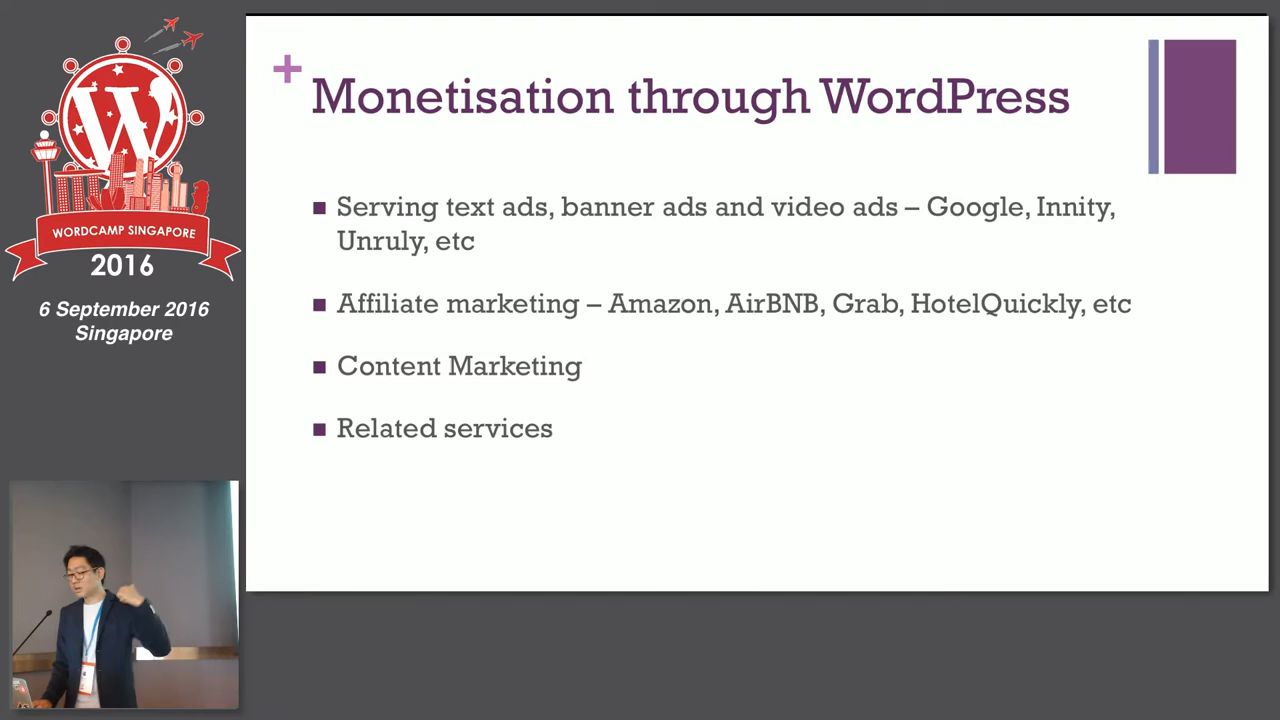 W
WORDCAMP SINGAPORE
2016
6 September 2016
Singapore
+
Monetisation through WordPress
Serving text ads, banner ads and video ads – Google, Innity,
Unruly, etc
Affiliate marketing – Amazon, AirBNB, Grab, HotelQuickly, etc
Content Marketing
Related services